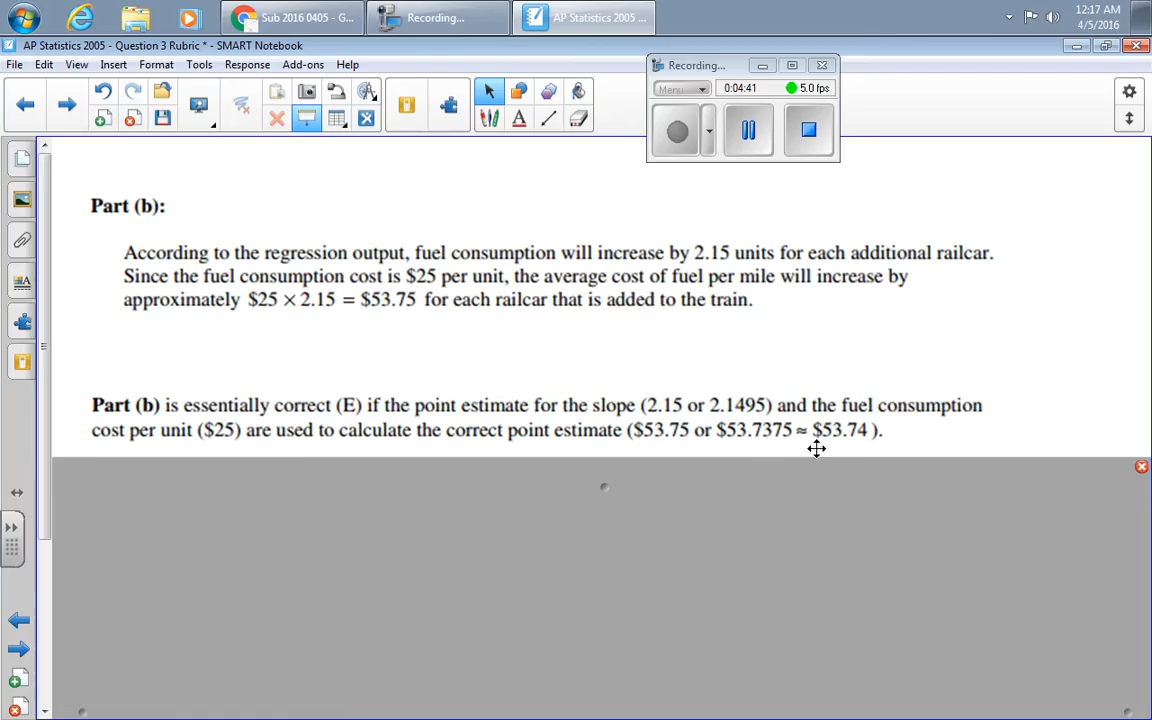 Sub 2016 0405 - G...
Recording...
AP Statistics 2005 ...
12:17 AM
4/5/2016
AP Statistics 2005 - Question 3 Rubric * - SMART Notebook
File Edit View Insert Format Tools Response Add-ons Help
Recording...
Menu 0:04:41 5.0 fps
Part (b):
According to the regression output, fuel consumption will increase by 2.15 units for each additional railcar.
Since the fuel consumption cost is $25 per unit, the average cost of fuel per mile will increase by
approximately $25 × 2.15 = $53.75 for each railcar that is added to the train.
Part (b) is essentially correct (E) if the point estimate for the slope (2.15 or 2.1495) and the fuel consumption
cost per unit ($25) are used to calculate the correct point estimate ($53.75 or $53.7375 ≈ $53.74 ).